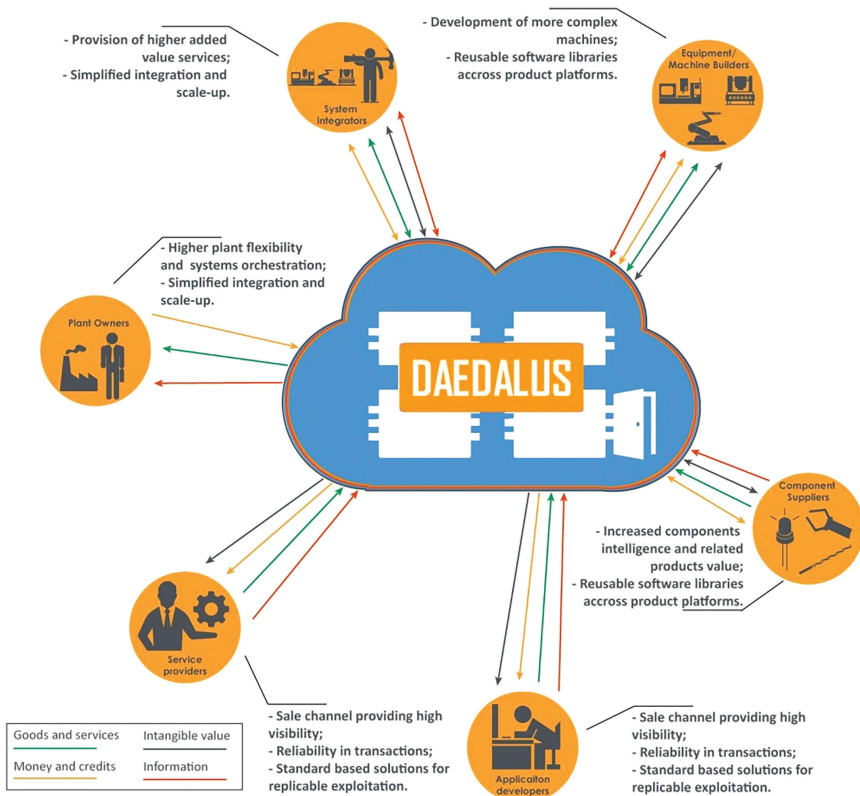 - Provision of higher added
value services;
- Simplified integration and
scale-up.
System
integrators
- Development of more complex
machines;
- Reusable software libraries
accross product platforms.
Equipment/
Machine Builders
- Higher plant flexibility
and systems orchestration;
- Simplified integration and
scale-up.
Plant Owners
DAEDALUS
Component
Suppliers
- Increased components
intelligence and related
products value;
- Reusable software libraries
accross product platforms.
Service
providers
- Sale channel providing high
visibility;
- Reliability in transactions;
- Standard based solutions for
replicable exploitation.
Applicaiton
developers
- Sale channel providing high
visibility;
- Reliability in transactions;
- Standard based solutions for
replicable exploitation.
Goods and services
Intangible value
Money and credits
Information